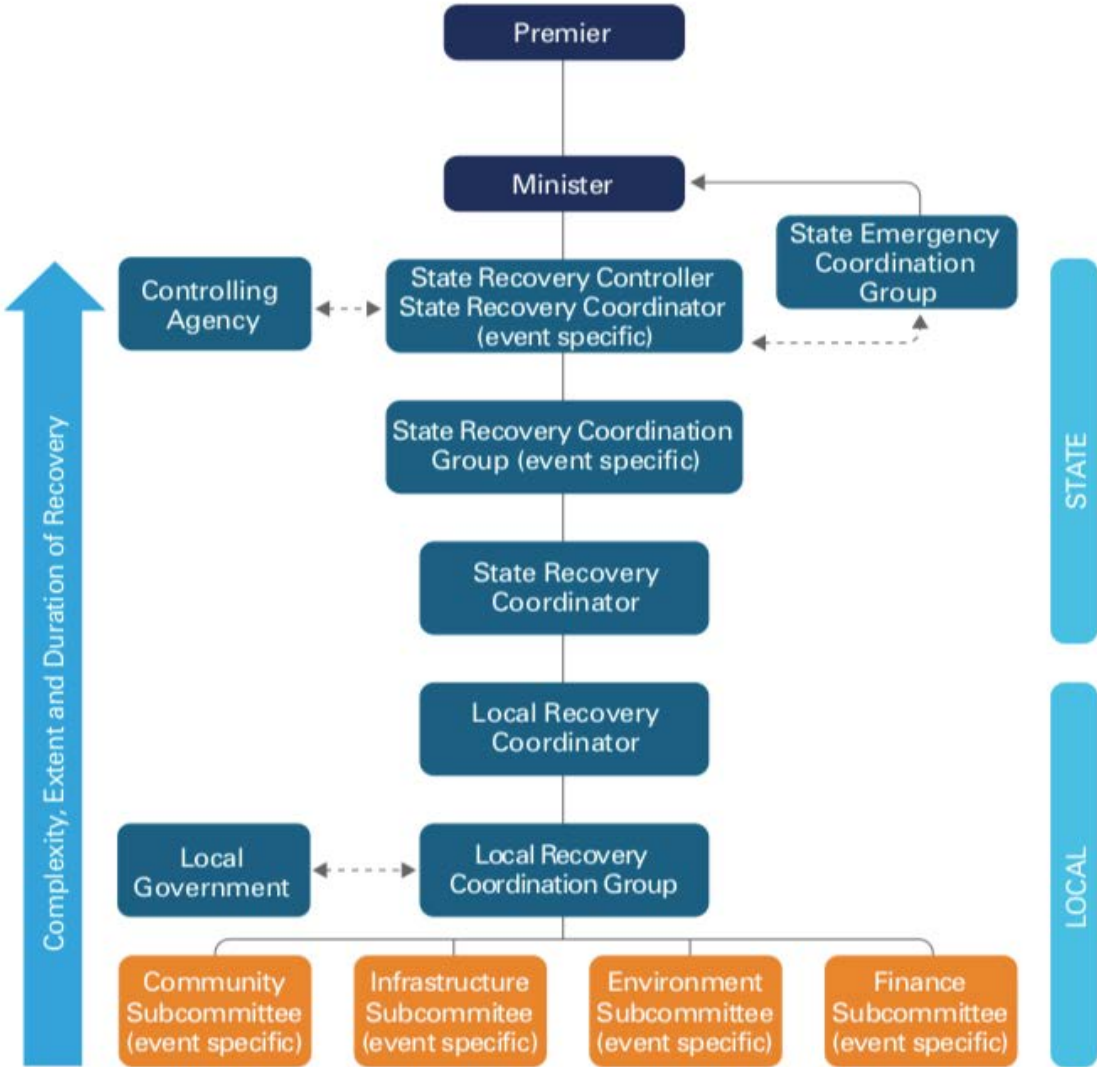 Premier
Minister
State Emergency
Coordination
Group
Controlling
Agency
State Recovery Controller
State Recovery Coordinator
(event specific)
State Recovery Coordination
Group (event specific)
State Recovery
Coordinator
Local Recovery
Coordinator
Local
Government
Local Recovery
Coordination Group
Community
Subcommittee
(event specific)
Infrastructure
Subcommitee
(event specific)
Environment
Subcommittee
(event specific)
Finance
Subcommittee
(event specific)
Complexity, Extent and Duration of Recovery
STATE
LOCAL